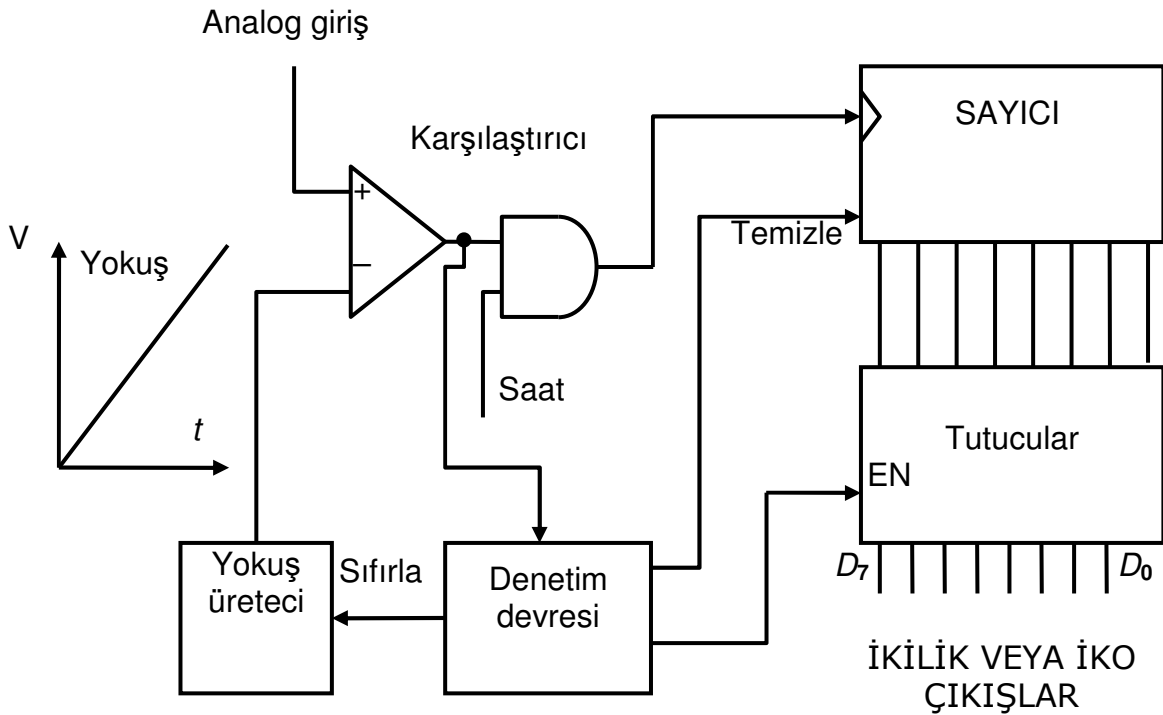 Analog giriş
SAYICI
Karşılaştırıcı
+
−
V
Yokuş
t
Temizle
Saat
Tutucular
EN
Yokuş
üreteci
Sıfırla
Denetim
devresi
D7
D0
İKİLİK VEYA İKO
ÇIKIŞLAR